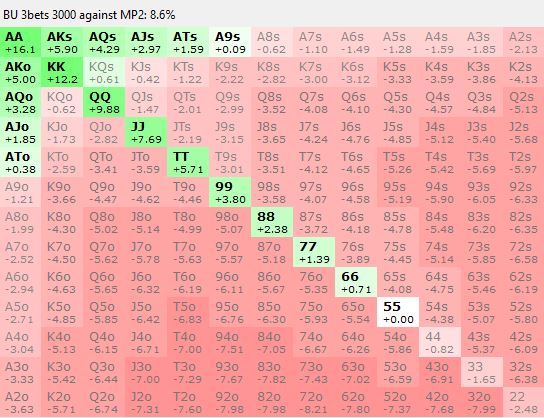 BU 3bets 3000 against MP2: 8.6%
AA AKs AQs AJs ATs A9s A8s A7s A6s A5s A4s A3s A2s
+16.1 +5.90 +4.29 +2.97 +1.59 +0.09 -0.62 -1.10 -1.49 -1.28 -1.59 -1.85 -2.13
AKo KK KQs KJs KTs K9s K8s K7s K6s K5s K4s K3s K2s
+5.00 +12.2 +0.61 -0.42 -1.22 -2.22 -2.82 -3.00 -3.12 -3.33 -3.59 -3.86 -4.13
AQo KQo QQ QJs QTs Q9s Q8s Q7s Q6s Q5s Q4s Q3s Q2s
+3.28 -0.62 +9.88 -1.47 -2.01 -2.99 -3.52 -4.08 -4.10 -4.30 -4.57 -4.84 -5.13
AJo KJo QJo JJ JTs J9s J8s J7s J6s J5s J4s J3s J2s
+1.85 -1.73 -2.82 +7.69 -2.19 -3.15 -3.65 -4.24 -4.76 -4.85 -5.12 -5.40 -5.68
ATo KTo QTo JTo TT T9s T8s T7s T6s T5s T4s T3s T2s
+0.38 -2.59 -3.41 -3.59 +5.71 -3.01 -3.51 -4.12 -4.65 -5.26 -5.42 -5.69 -5.97
A9o K9o Q9o J9o T9o 99 98s 97s 96s 95s 94s 93s 92s
-1.21 -3.66 -4.47 -4.62 -4.46 +3.80 -3.58 -4.07 -4.58 -5.19 -5.90 -6.05 -6.33
A8o K8o Q8o J8o T8o 98o 88 87s 86s 85s 84s 83s 82s
-1.99 -4.30 -5.02 -5.14 -4.99 -5.07 +2.38 -3.72 -4.18 -4.78 -5.48 -6.20 -6.35
A7o K7o Q7o J7o T7o 97o 87o 77 76s 75s 74s 73s 72s
-2.52 -4.50 -5.62 -5.78 -5.63 -5.57 -5.18 +1.39 -3.89 -4.45 -5.14 -5.85 -6.58
A6o K6o Q6o J6o T6o 96o 86o 76o 66 65s 64s 63s 62s
-2.94 -4.63 -5.65 -6.32 -6.19 -6.11 -5.67 -5.35 +0.71 -4.08 -4.75 -5.46 -6.19
A5o K5o Q5o J5o T5o 95o 85o 75o 65o 55 54s 53s 52s
-2.71 -4.85 -5.85 -6.42 -6.83 -6.76 -6.30 -5.93 -5.54 +0.00 -4.38 -5.07 -5.80
A4o K4o Q4o J4o T4o 94o 84o 74o 64o 54o 44 43s 42s
-3.04 -5.13 -6.15 -6.71 -7.00 -7.51 -7.05 -6.67 -6.26 -5.86 -0.82 -5.37 -6.09
A3o K3o Q3o J3o T3o 93o 83o 73o 63o 53o 43o 33 32s
-3.33 -5.42 -6.44 -7.00 -7.29 -7.67 -7.82 -7.43 -7.02 -6.59 -6.91 -1.65 -6.38
A2o K2o Q2o J2o T2o 92o 82o 72o 62o 52o 42o 32o 22
-3.63 -5.71 -6.74 -7.31 -7.60 -7.98 -7.98 -8.21 -7.80 -7.37 -7.68 -7.99 -2.48